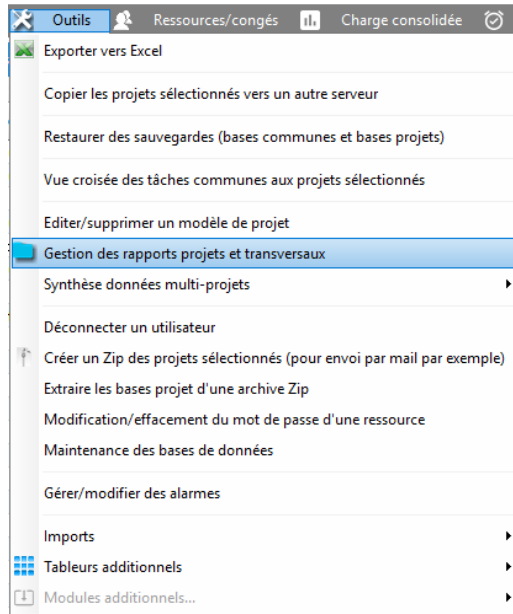 Outils Ressources/congés Charge consolidée
Exporter vers Excel
Copier les projets sélectionnés vers un autre serveur
Restaurer des sauvegardes (bases communes et bases projets)
Vue croisée des tâches communes aux projets sélectionnés
Editer/supprimer un modèle de projet
Gestion des rapports projets et transversaux
Synthèse données multi-projets
Déconnecter un utilisateur
Créer un Zip des projets sélectionnés (pour envoi par mail par exemple)
Extraire les bases projet d'une archive Zip
Modification/effacement du mot de passe d'une ressource
Maintenance des bases de données
Gérer/modifier des alarmes
Imports
Tableurs additionnels
Modules additionnels...